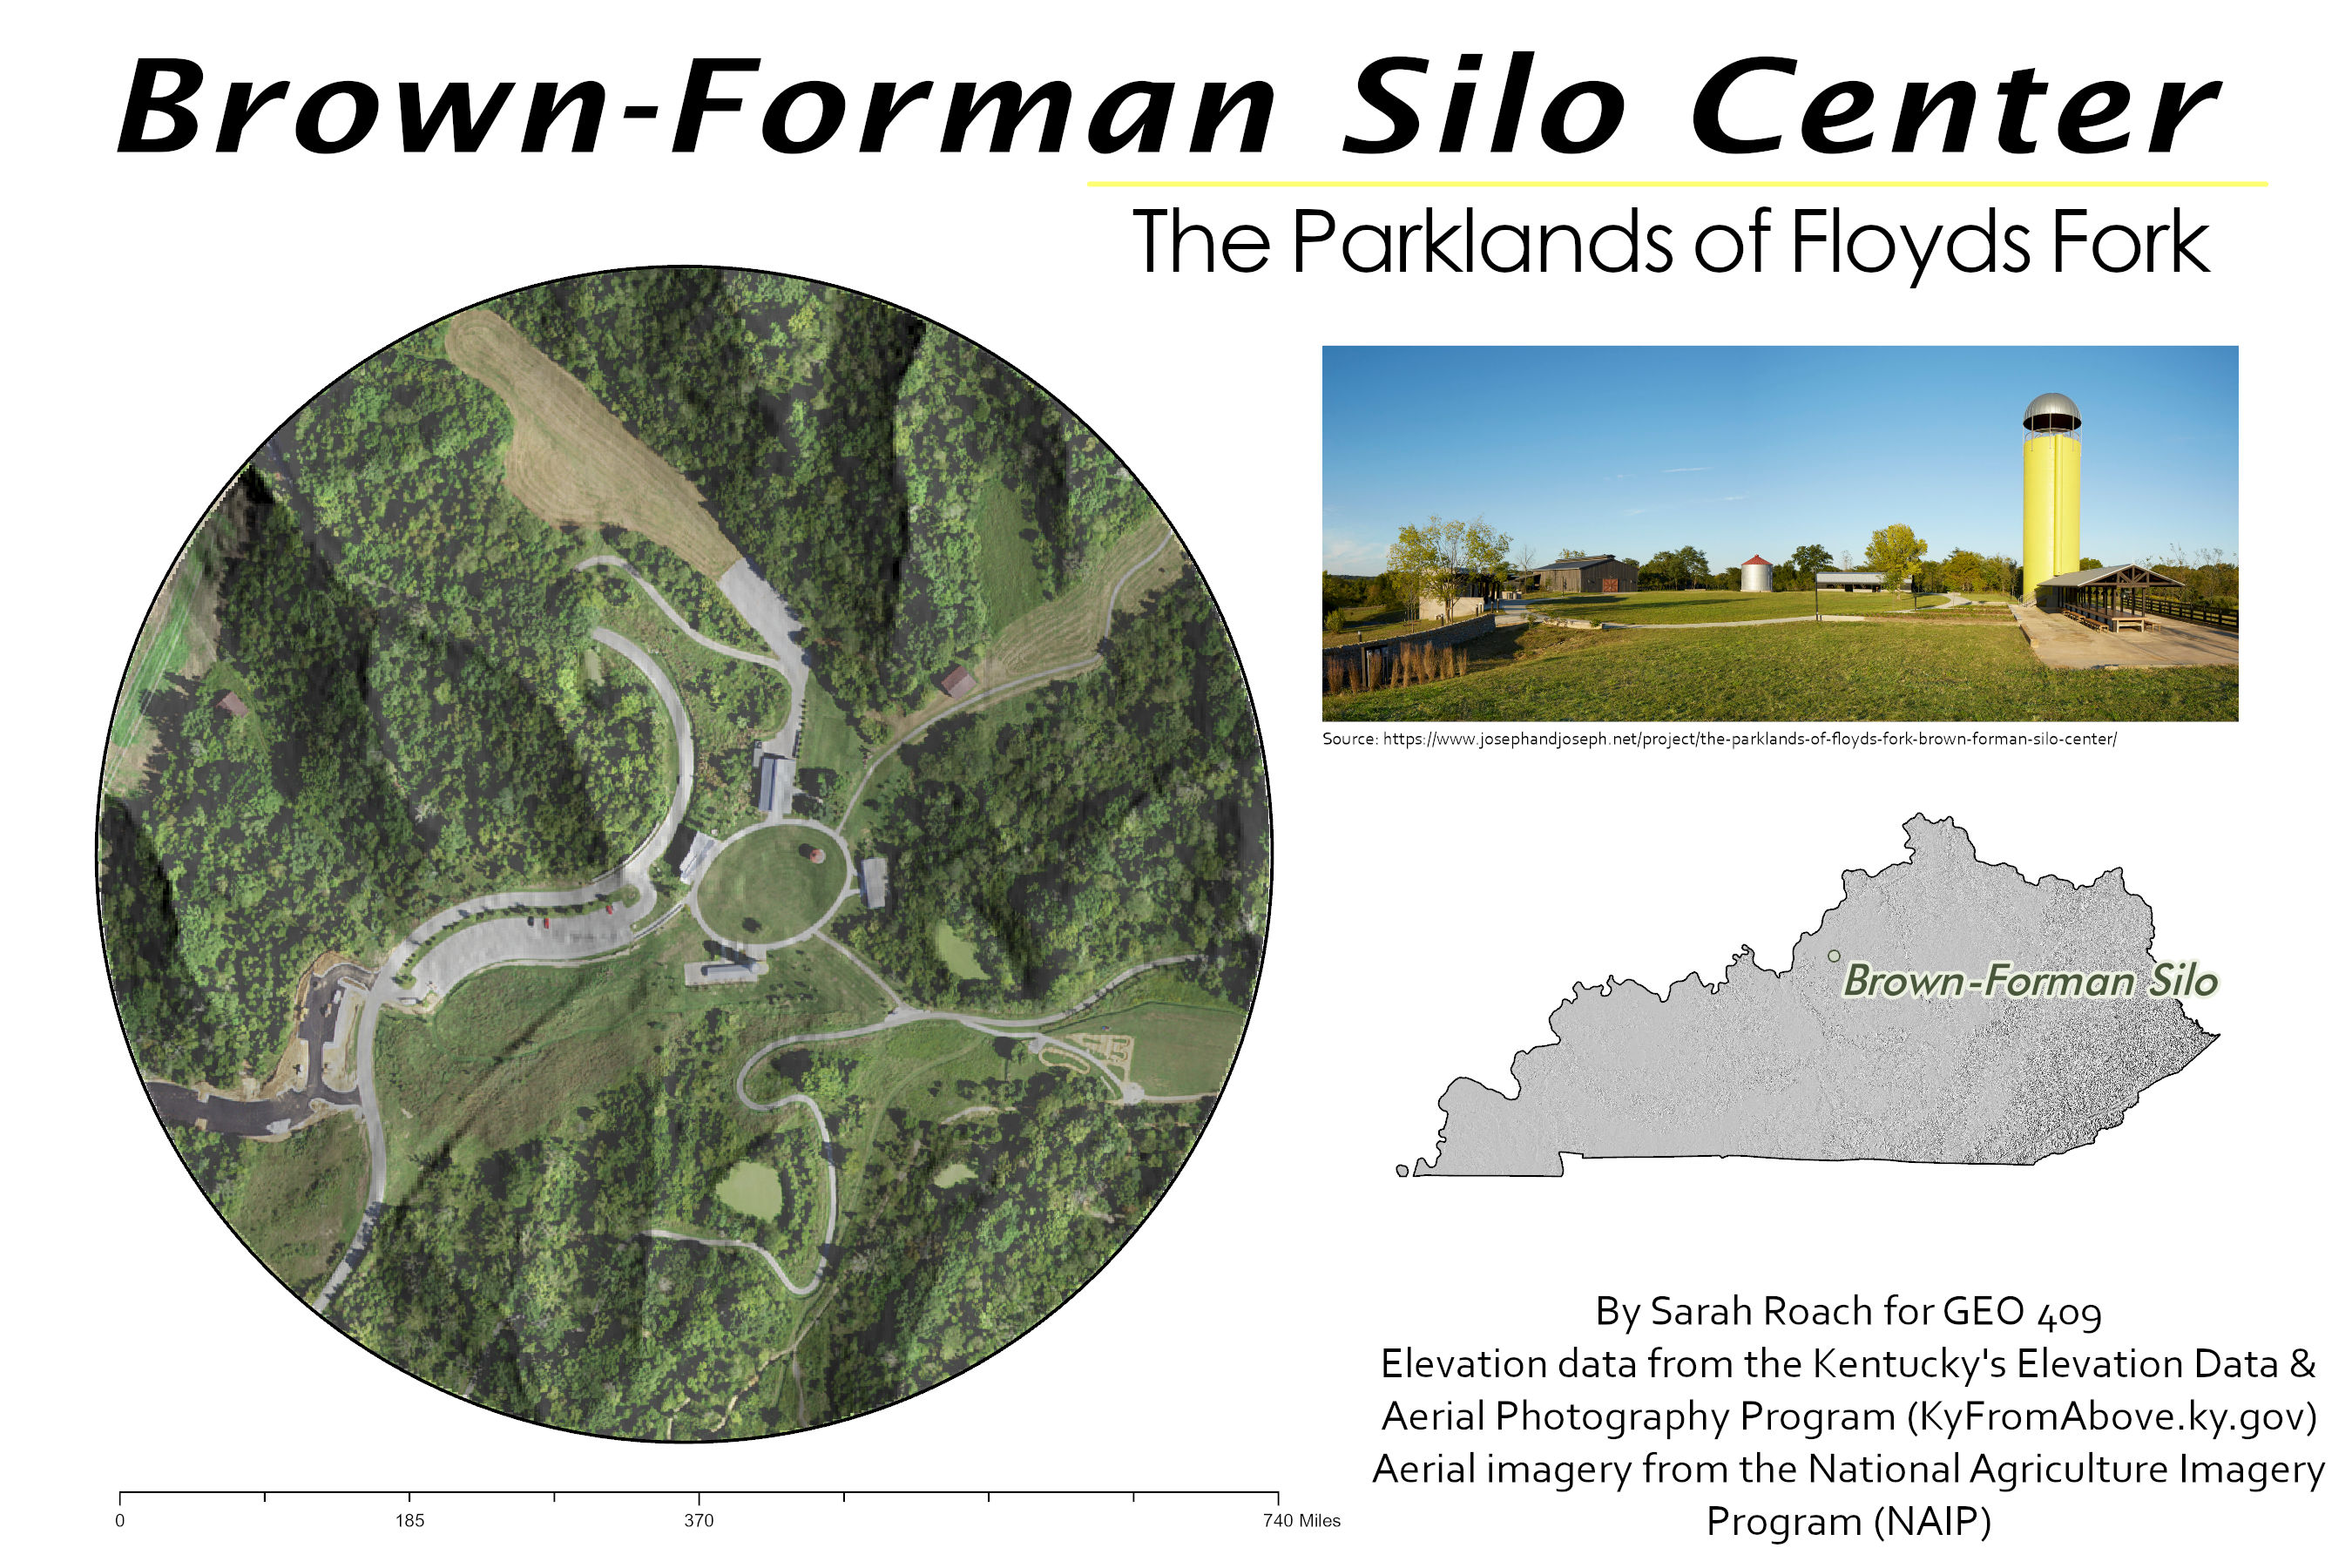 Brown-Forman Silo Center
The Parklands of Floyds Fork
Source: https://www.josephandjoseph.net/project/the-parklands-of-floyds-fork-brown-forman-silo-center/
Brown-Forman Silo
By Sarah Roach for GEO 409
Elevation data from the Kentucky's Elevation Data &
Aerial Photography Program (KyFromAbove.ky.gov)
Aerial imagery from the National Agriculture Imagery
Program (NAIP)
0 185 370 740 Miles